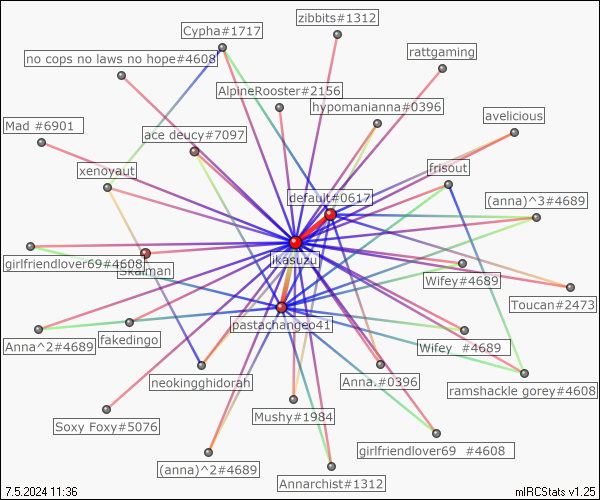 zibbits#1312
Cypha#1717
rattgaming
no cops no laws no hope#4608
AlpineRooster#2156
hypomanianna#0396
avelicious
Mad #6901
ace deucy#7097
xenoyaut
frisout
default#0617
(anna)^3#4689
ikasuzu
girlfriendlover69#4608
Skalman
Wifey#4689
Toucan#2473
pastachangeo41
Anna^2#4689
fakedingo
Wifey #4689
neokingghidorah
Anna.#0396
ramshackle gorey#4608
Mushy#1984
Soxy Foxy#5076
girlfriendlover69 #4608
(anna)^2#4689
Annarchist#1312
7.5.2024 11:36
mIRCStats v1.25